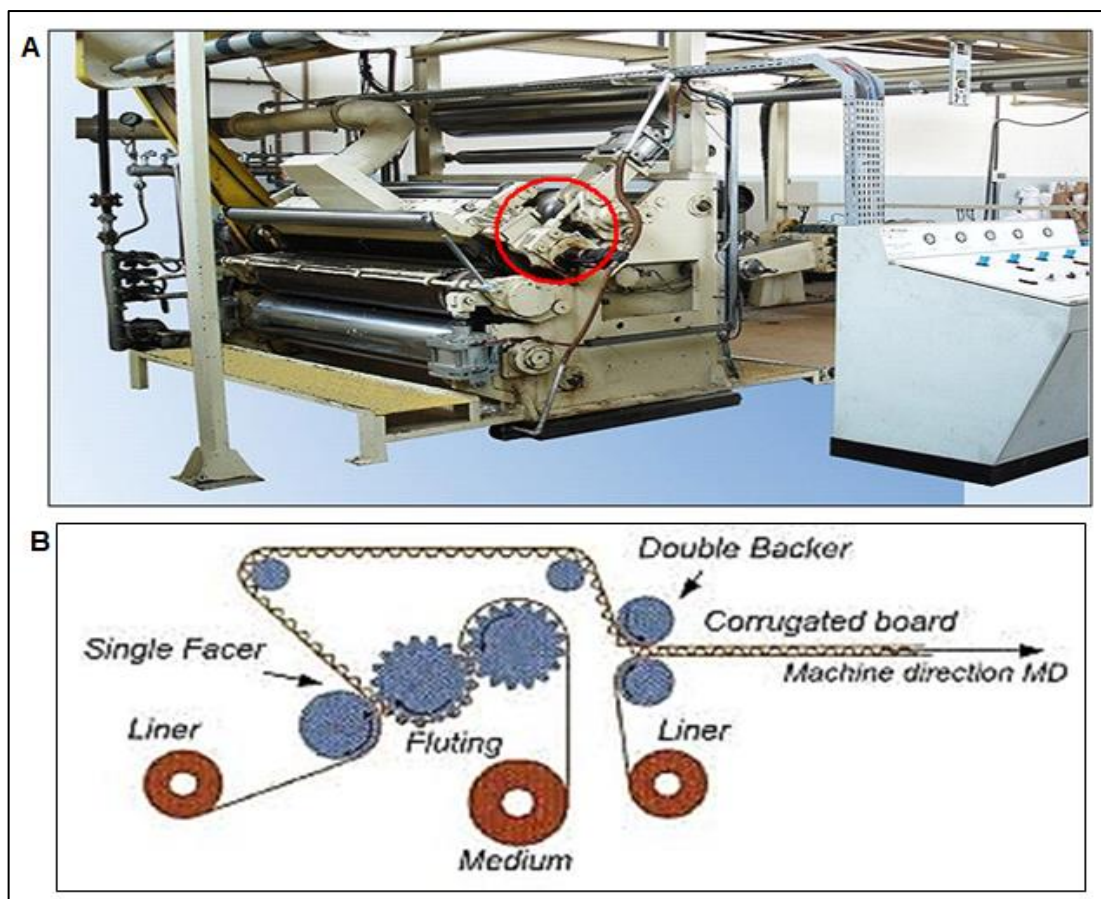 A
B
Double Backer
Corrugated board
Single Facer
Machine direction MD
Liner
Fluting
Liner
Medium